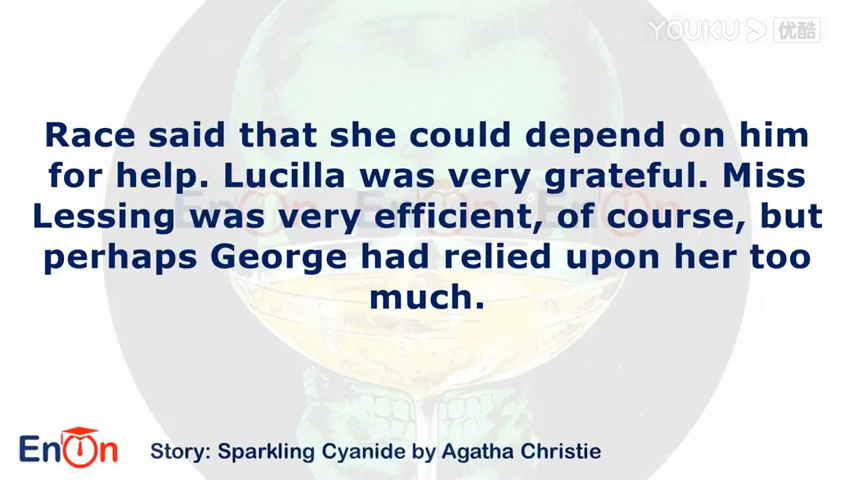 YOUKU 优酷
Race said that she could depend on him
for help. Lucilla was very grateful. Miss
Lessing was very efficient, of course, but
perhaps George had relied upon her too
much.
EnOn
Story: Sparkling Cyanide by Agatha Christie